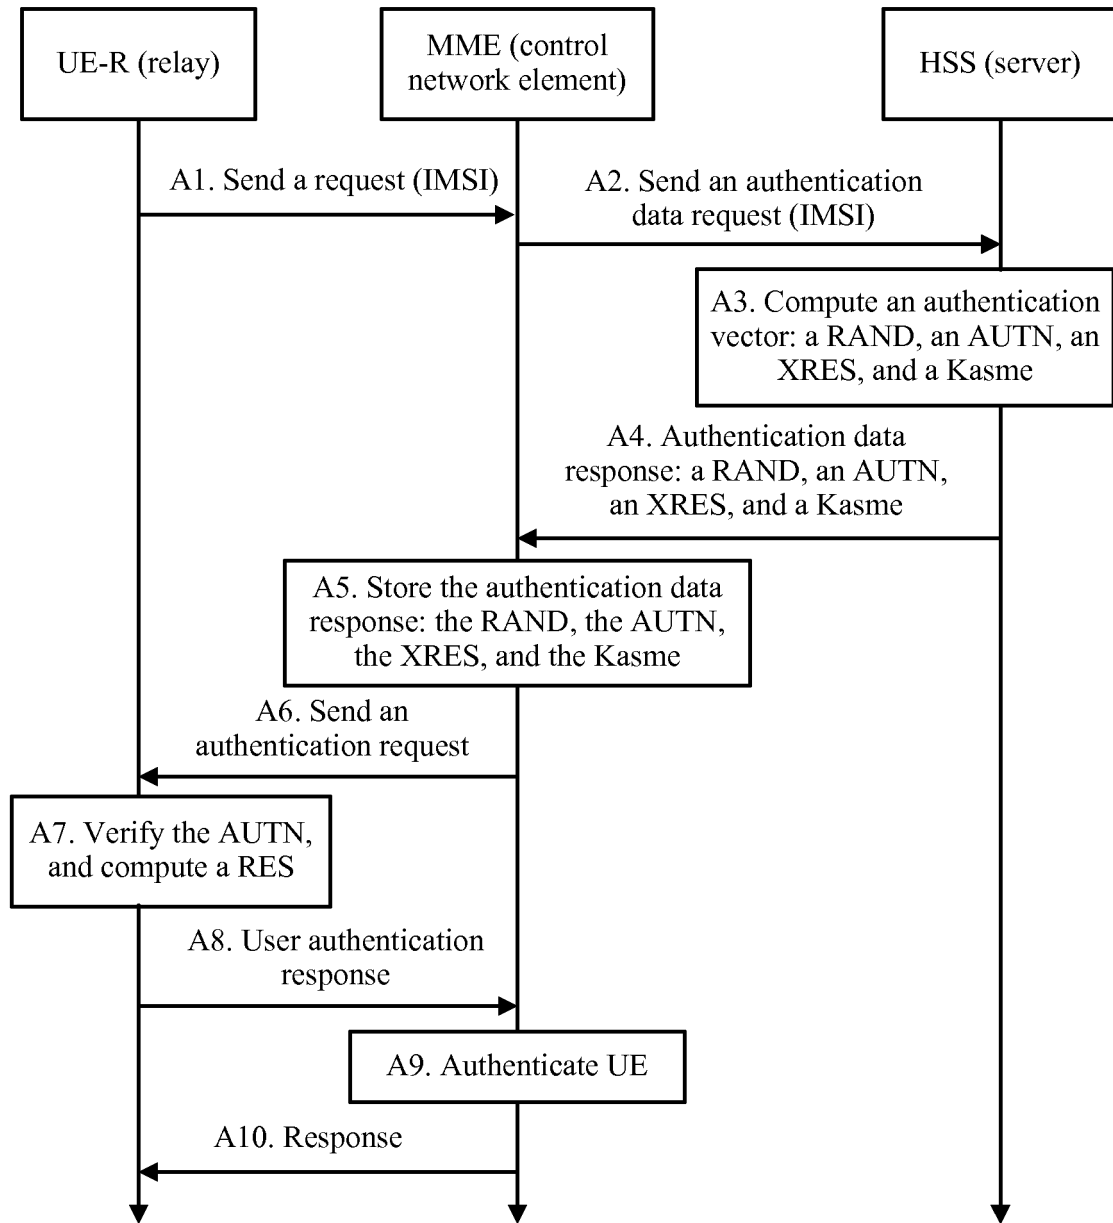 UE-R (relay)
MME (control
network element)
HSS (server)
A1. Send a request (IMSI)
A2. Send an authentication
data request (IMSI)
A3. Compute an authentication
vector: a RAND, an AUTN, an
XRES, and a Kasme
A4. Authentication data
response: a RAND, an AUTN,
an XRES, and a Kasme
A5. Store the authentication data
response: the RAND, the AUTN,
the XRES, and the Kasme
A6. Send an
authentication request
A7. Verify the AUTN,
and compute a RES
A8. User authentication
response
A9. Authenticate UE
A10. Response